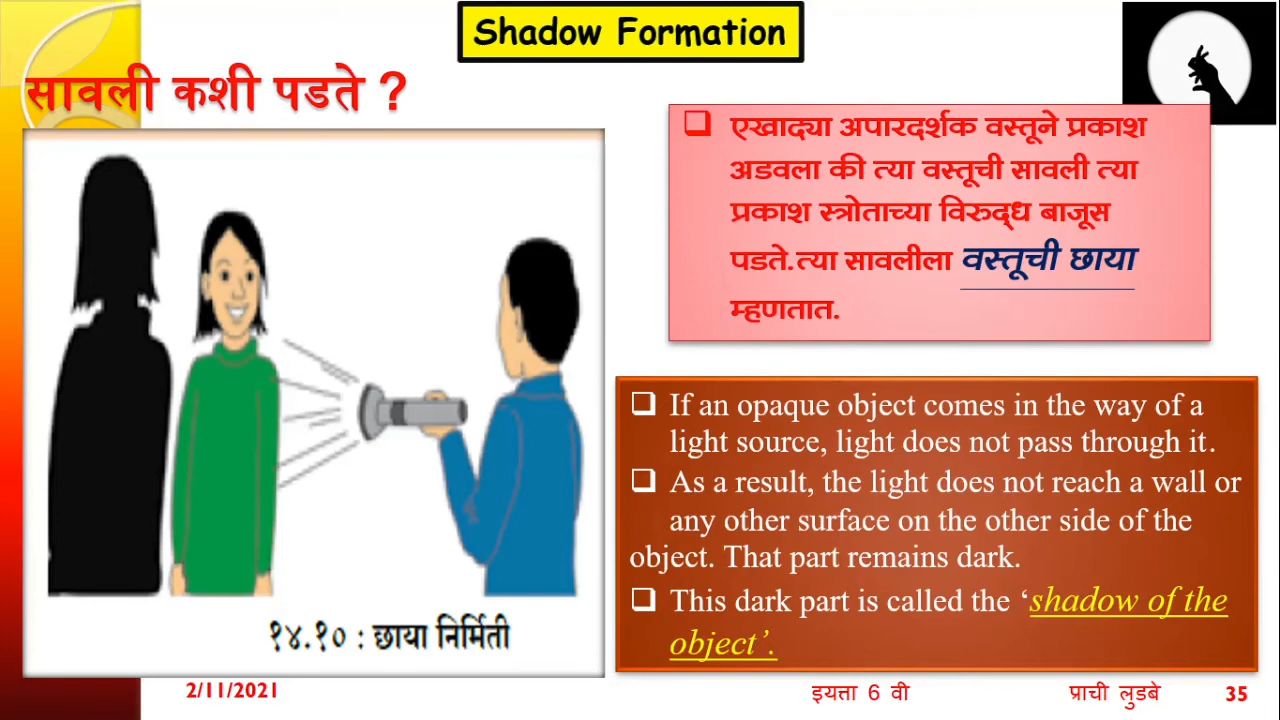 Shadow Formation
सावली कशी पडते ?
❑ एखाद्या अपारदर्शक वस्तूने प्रकाश
अडवला की त्या वस्तूची सावली त्या
प्रकाश स्त्रोताच्या विरुद्ध बाजूस
पडते.त्या सावलीला वस्तूची छाया
म्हणतात.
❑ If an opaque object comes in the way of a
light source, light does not pass through it.
❑ As a result, the light does not reach a wall or
any other surface on the other side of the
object. That part remains dark.
❑ This dark part is called the ‘shadow of the
object’.
१४.१० : छाया निर्मिती
2/11/2021
इयत्ता 6 वी
प्राची लुडबे
35